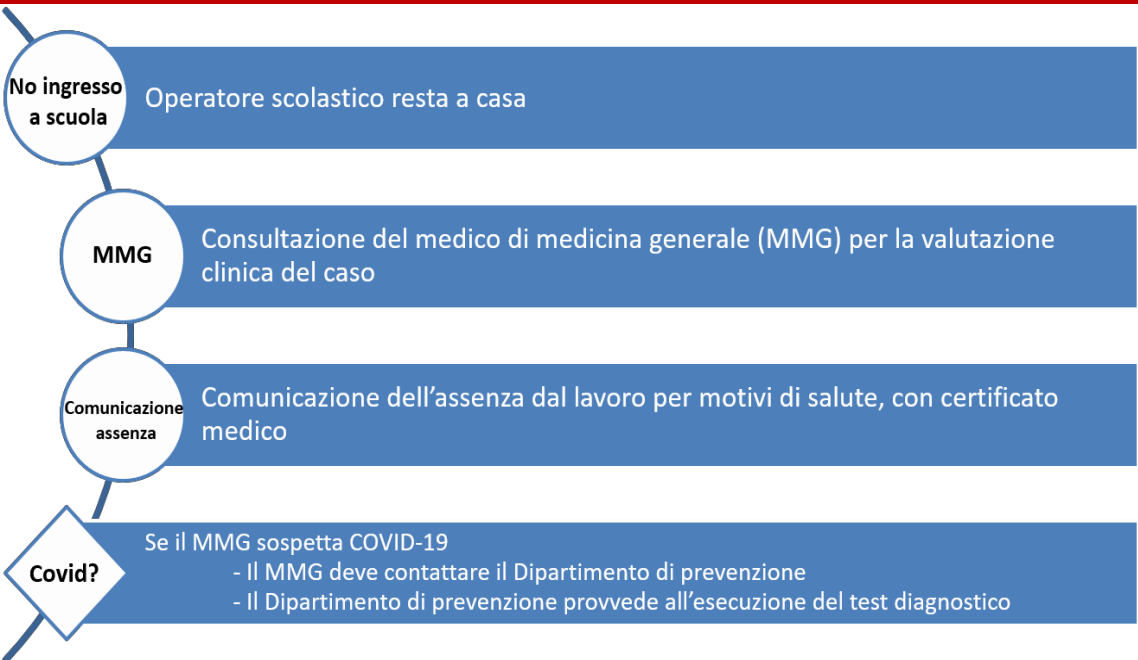 No ingresso
a scuola
Operatore scolastico resta a casa
MMG
Consultazione del medico di medicina generale (MMG) per la valutazione
clinica del caso
Comunicazione
assenza
Comunicazione dell’assenza dal lavoro per motivi di salute, con certificato
medico
Covid?
Se il MMG sospetta COVID-19
- Il MMG deve contattare il Dipartimento di prevenzione
- Il Dipartimento di prevenzione provvede all’esecuzione del test diagnostico